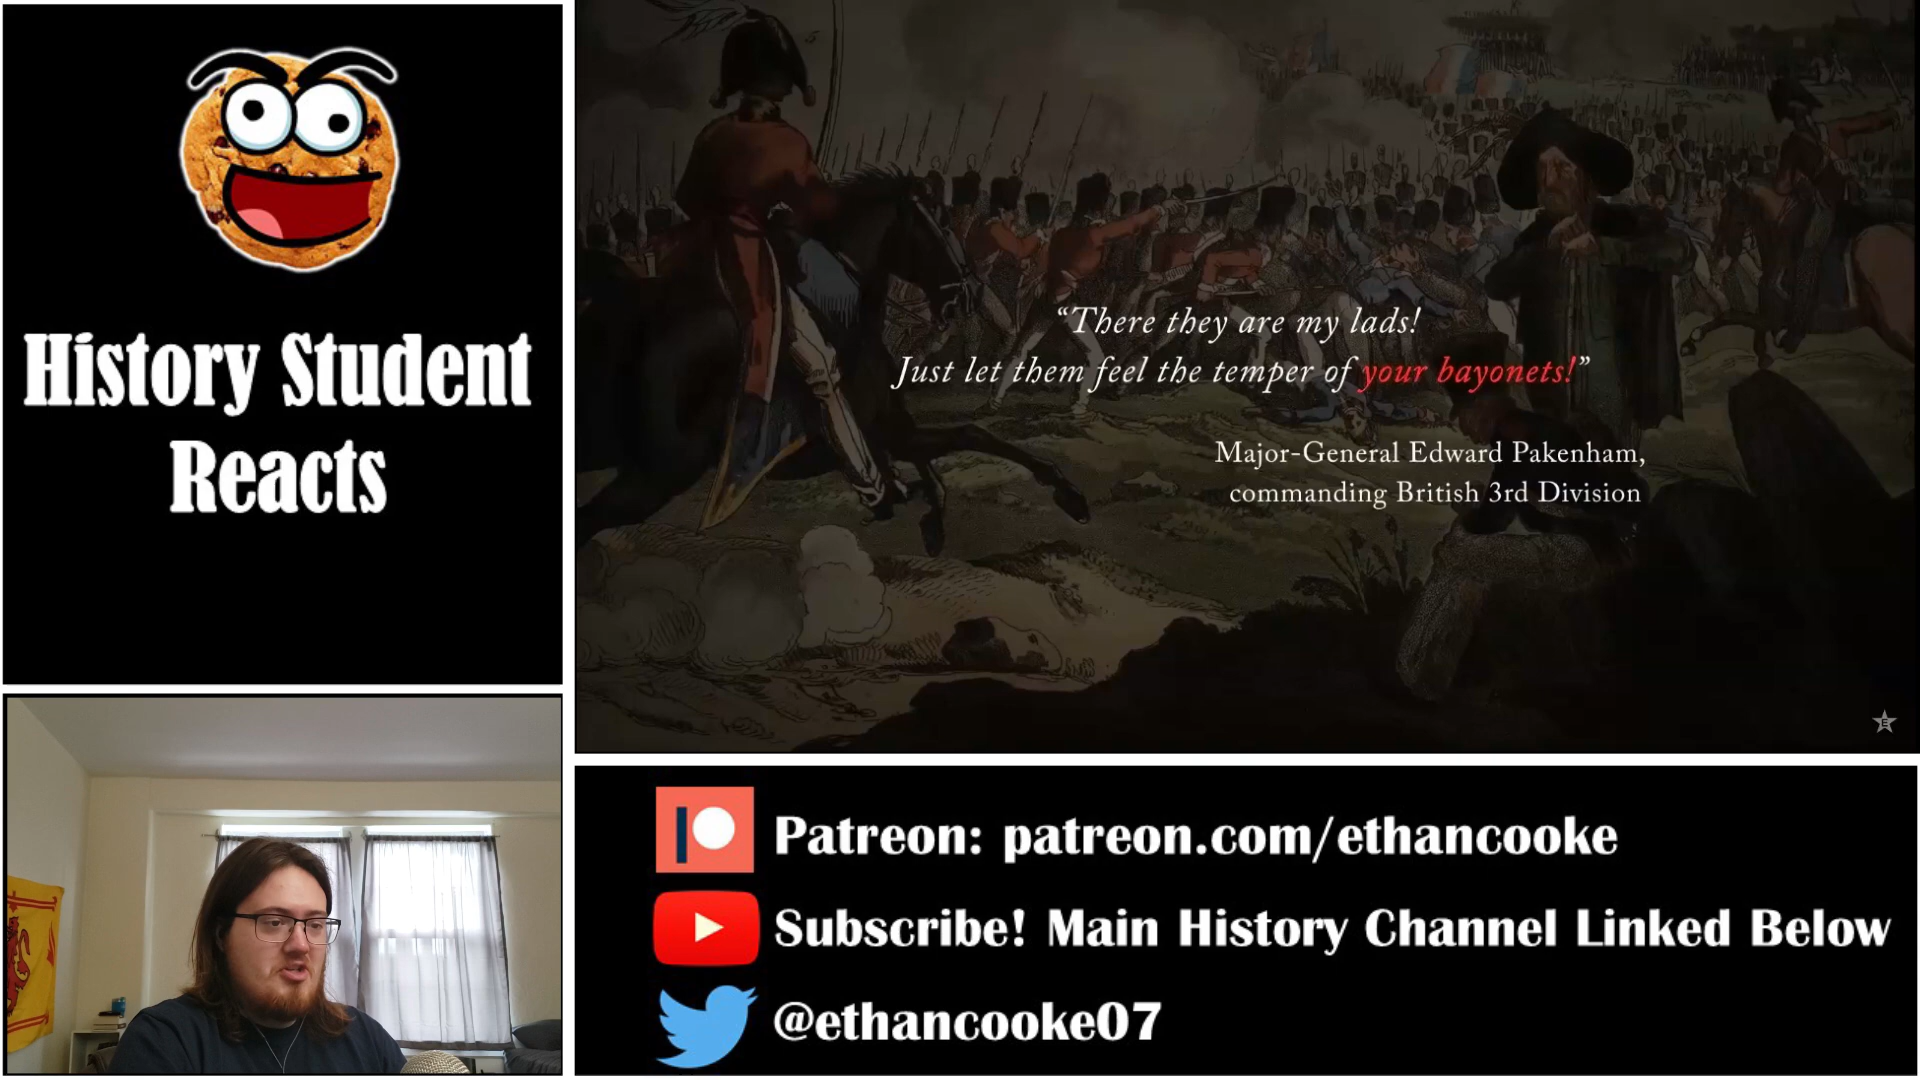 History Student
Reacts
“There they are my lads!
Just let them feel the temper of your bayonets!”
Major-General Edward Pakenham,
commanding British 3rd Division
E
Patreon: patreon.com/ethancooke
Subscribe! Main History Channel Linked Below
@ethancooke07